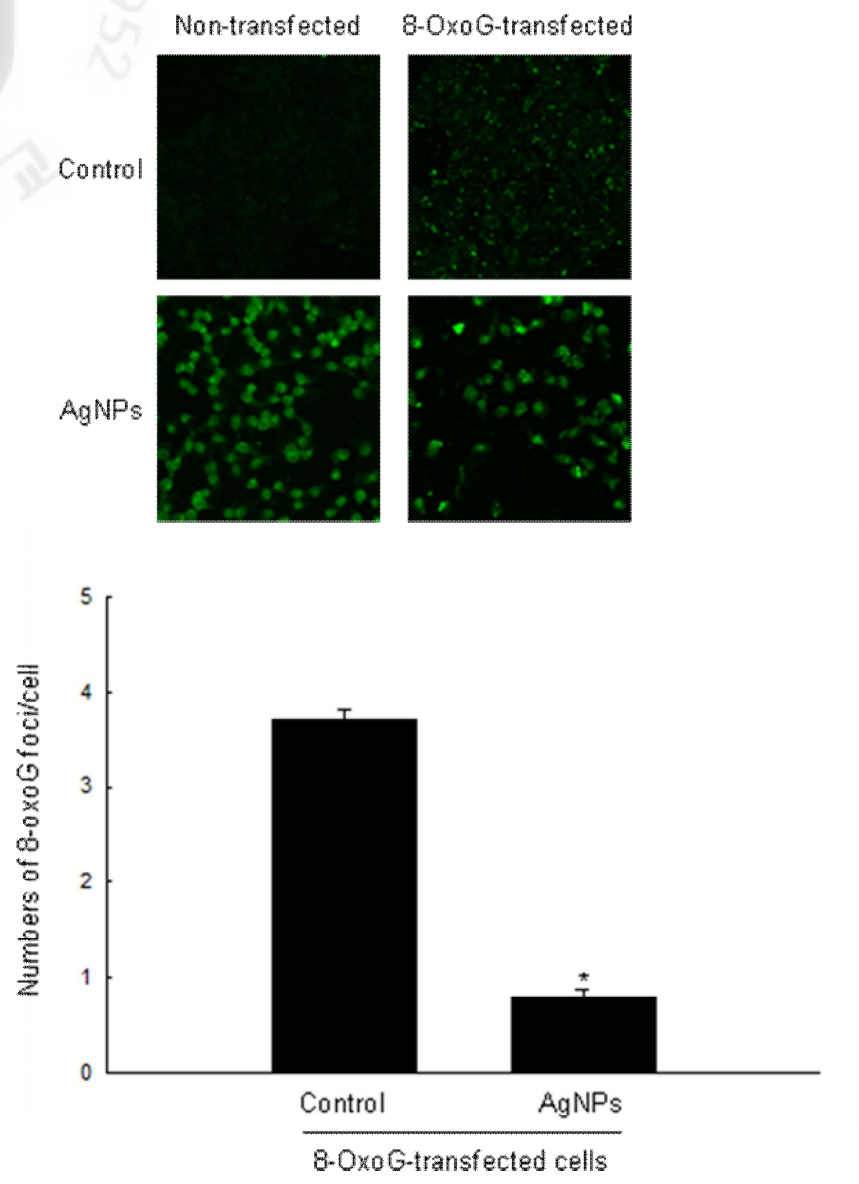 Non-transfected 8-OxoG-transfected
Control
AgNPs
5
4
3
2
1
0
Numbers of 8-oxoG foci/cell
*
Control AgNPs
8-OxoG-transfected cells
952